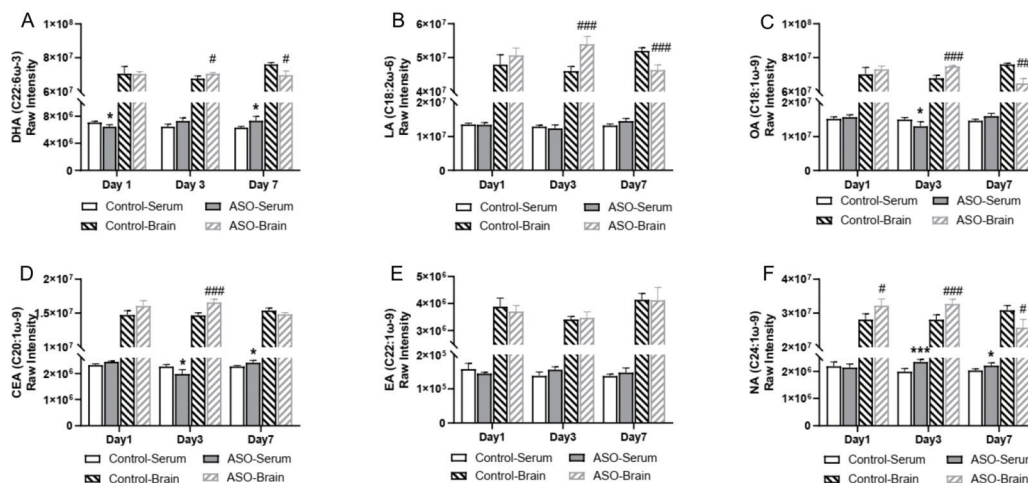 A
DHA (C22:6ω-3)
Raw Intensity
1×10⁸
8×10⁷
6×10⁷
8×10⁶
4×10⁶
0
*
#
*
#
Day 1
Day 3
Day 7
Control-Serum
ASO-Serum
Control-Brain
ASO-Brain
B
LA (C18:2ω-6)
Raw Intensity
6×10⁷
5×10⁷
4×10⁷
2×10⁷
1×10⁷
0
###
###
Day1
Day3
Day7
Control-Serum
ASO-Serum
Control-Brain
ASO-Brain
C
OA (C18:1ω-9)
Raw Intensity
1×10⁸
8×10⁷
6×10⁷
2×10⁷
1×10⁷
0
*
###
Day1
Day3
Day7
Control-Serum
ASO-Serum
Control-Brain
ASO-Brain
D
CEA (C20:1ω-9)
Raw Intensity
2×10⁷
1.5×10⁷
1×10⁷
2×10⁶
0
*
###
*
Day1
Day3
Day7
Control-Serum
ASO-Serum
Control-Brain
ASO-Brain
E
EA (C22:1ω-9)
Raw Intensity
5×10⁶
4×10⁶
3×10⁶
2×10⁵
1×10⁵
0
Day1
Day3
Day7
Control-Serum
ASO-Serum
Control-Brain
ASO-Brain
F
NA (C24:1ω-9)
Raw Intensity
4×10⁷
3×10⁷
2×10⁷
2×10⁶
1×10⁶
0
#
***
###
*
#
Day1
Day3
Day7
Control-Serum
ASO-Serum
Control-Brain
ASO-Brain